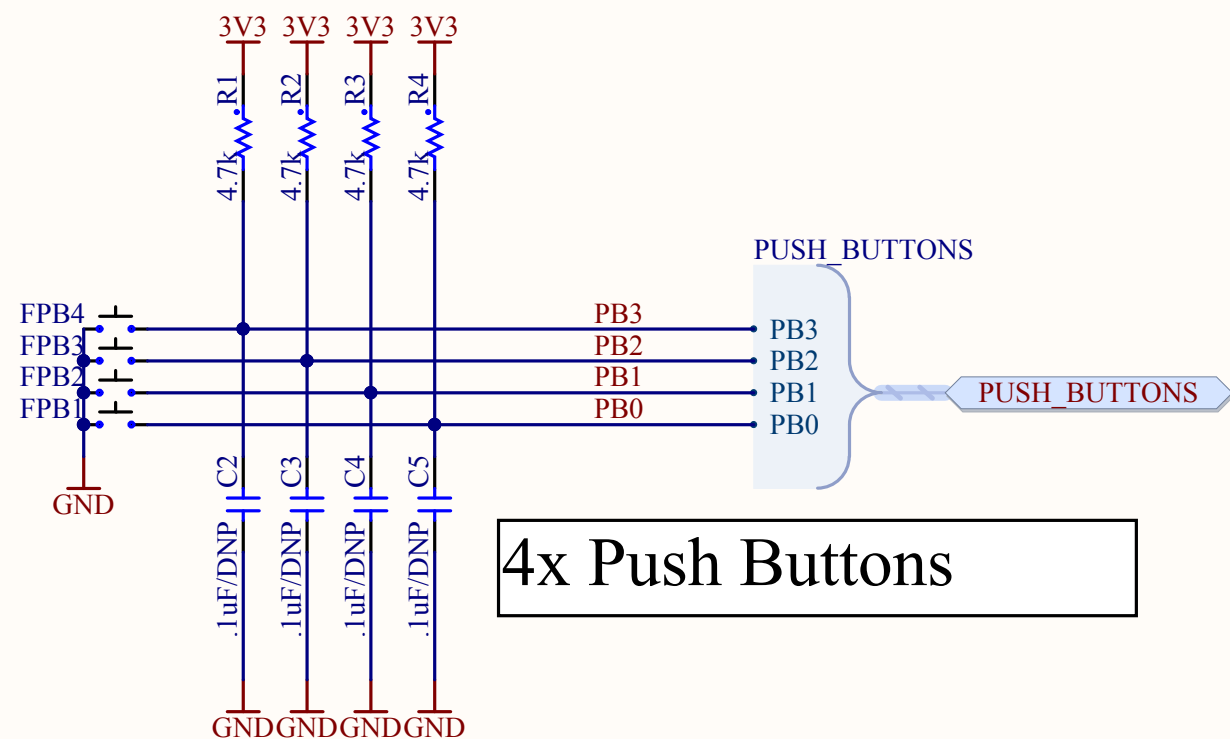 3V3 3V3 3V3 3V3
R1 R2 R3 R4
4.7k 4.7k 4.7k 4.7k
PUSH_BUTTONS
FPB4 PB3 PB3
FPB3 PB2 PB2
FPB2 PB1 PB1 PUSH_BUTTONS
FPB1 PB0 PB0
GND
C2 C3 C4 C5
.1uF/DNP .1uF/DNP .1uF/DNP .1uF/DNP
4x Push Buttons
GND GND GND GND